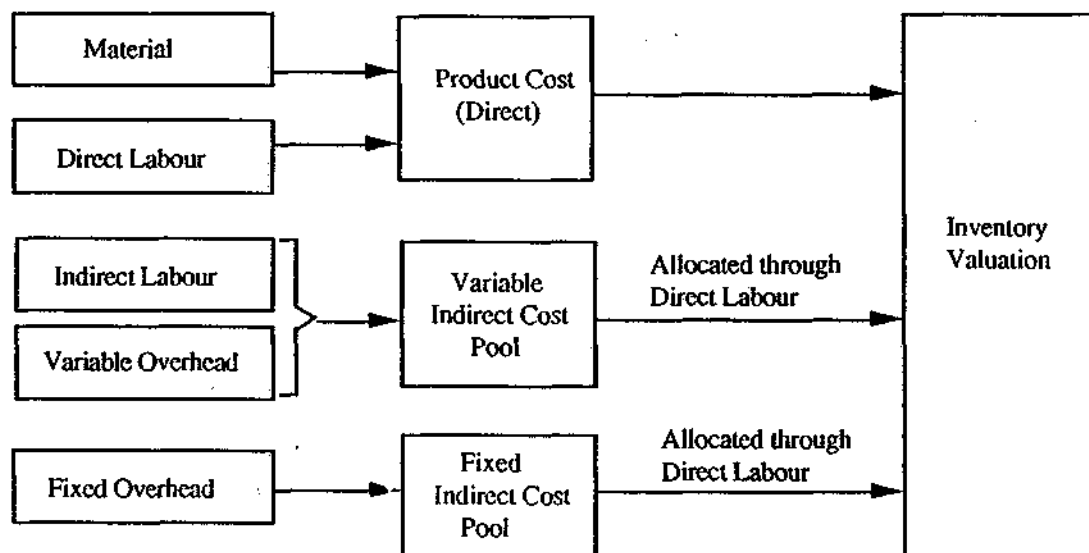 Material
Direct Labour
Product Cost
(Direct)
Indirect Labour
Variable Overhead
Variable
Indirect Cost
Pool
Allocated through
Direct Labour
Fixed Overhead
Fixed
Indirect Cost
Pool
Allocated through
Direct Labour
Inventory
Valuation